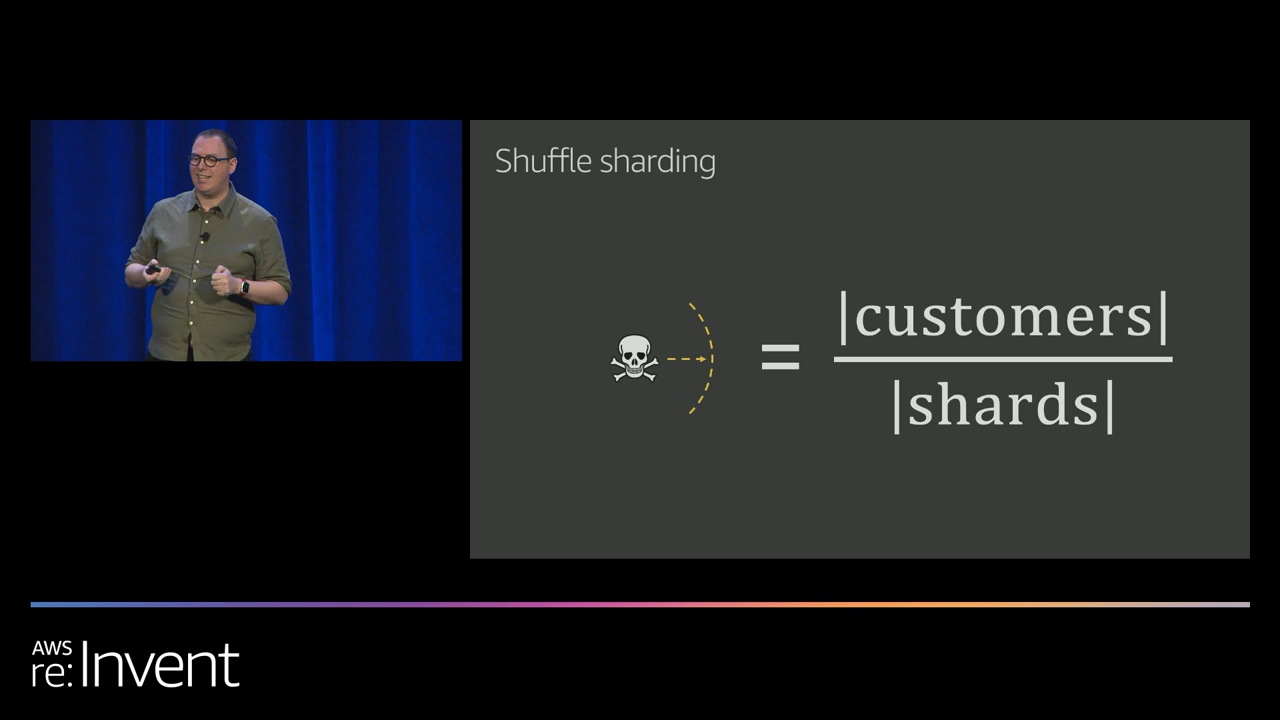 Shuffle sharding
= |customers|
|shards|
AWS
re:Invent